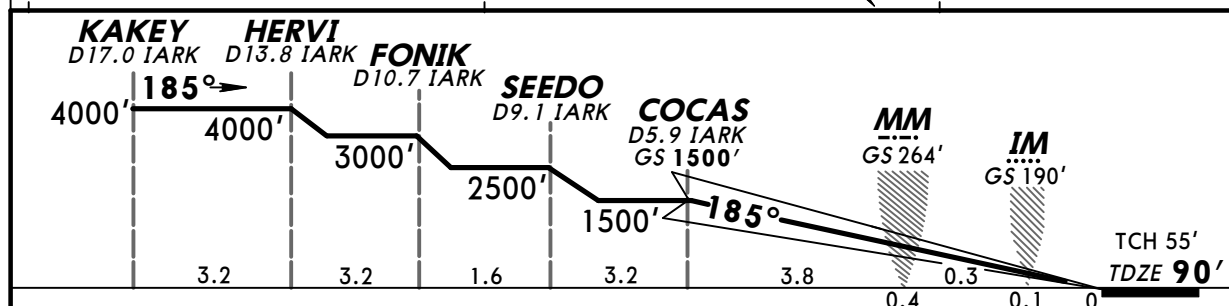 KAKEY
D17.0 IARK
HERVI
D13.8 IARK
FONIK
D10.7 IARK
SEEDO
D9.1 IARK
COCAS
D5.9 IARK
GS 1500'
MM
GS 264'
IM
GS 190'
185°
4000'
4000'
3000'
2500'
1500'
185°
TCH 55'
TDZE 90'
3.2
3.2
1.6
3.2
3.8
0.3
0.4
0.1
0